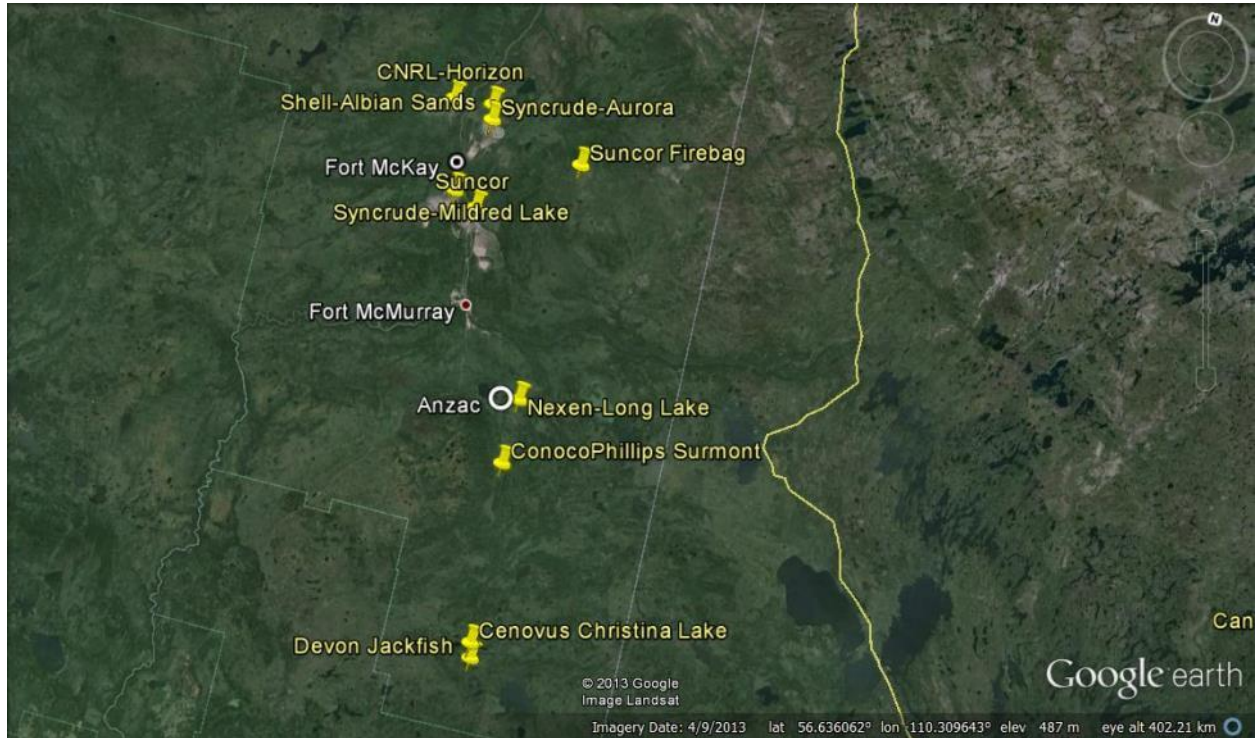 N
CNRL-Horizon
Shell-Albian Sands
Syncrude-Aurora
Suncor Firebag
Fort McKay
Suncor
Syncrude-Mildred Lake
Fort McMurray
Anzac
Nexen-Long Lake
ConocoPhillips Surmont
Can
Cenovus Christina Lake
Devon Jackfish
Google earth
© 2013 Google
Image Landsat
Imagery Date: 4/9/2013 lat 56.636062° lon -110.309643° elev 487 m eye alt 402.21 km